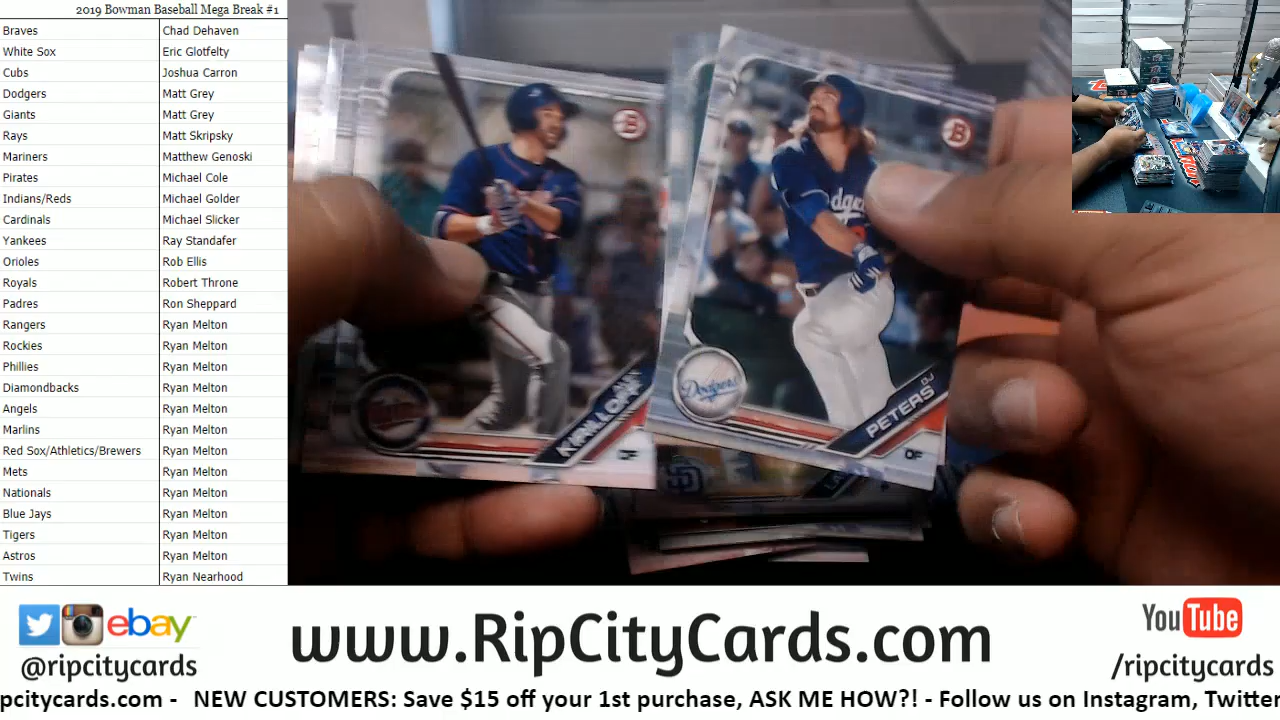 2019 Bowman Baseball Mega Break #1
Braves Chad Dehaven
White Sox Eric Glotfelty
Cubs Joshua Carron
Dodgers Matt Grey
Giants Matt Grey
Rays Matt Skripsky
Mariners Matthew Genoski
Pirates Michael Cole
Indians/Reds Michael Golder
Cardinals Michael Slicker
Yankees Ray Standafer
Orioles Rob Ellis
Royals Robert Throne
Padres Ron Sheppard
Rangers Ryan Melton
Rockies Ryan Melton
Phillies Ryan Melton
Diamondbacks Ryan Melton
Angels Ryan Melton
Marlins Ryan Melton
Red Sox/Athletics/Brewers Ryan Melton
Mets Ryan Melton
Nationals Ryan Melton
Blue Jays Ryan Melton
Tigers Ryan Melton
Astros Ryan Melton
Twins Ryan Nearhood
B
B
Dodgers
Dodgers
DJ
PETERS
OF
KIRILLOFF
OF
SD
ebay
@ripcitycards
www.RipCityCards.com
YouTube
/ripcitycards
pcitycards.com - NEW CUSTOMERS: Save $15 off your 1st purchase, ASK ME HOW?! - Follow us on Instagram, Twitter